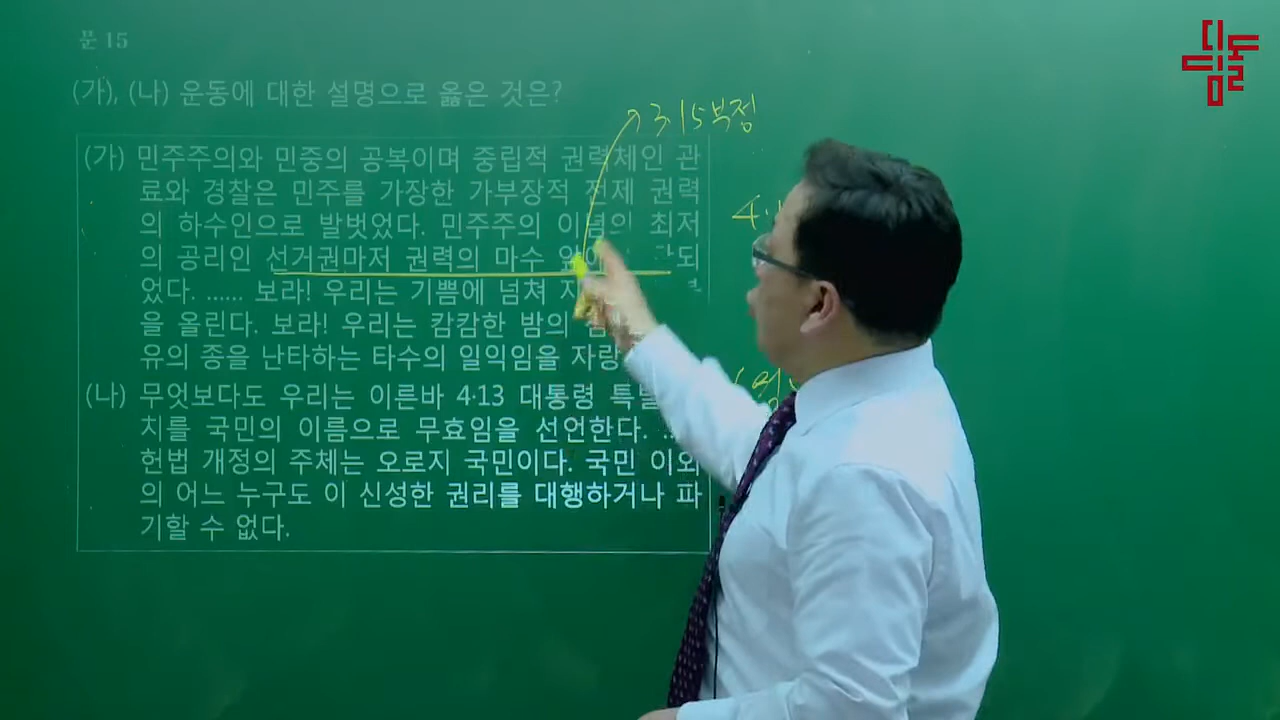 문 15
(가), (나) 운동에 대한 설명으로 옳은 것은?
3·15 부정
(가) 민주주의와 민중의 공복이며 중립적 권력체인 관
료와 경찰은 민주를 가장한 가부장적 전제 권력
의 하수인으로 발벗었다. 민주주의 이념의 최저
4·
의 공리인 선거권마저 권력의 마수 앞에 되
었다. …… 보라! 우리는 기쁨에 넘쳐
을 올린다. 보라! 우리는 캄캄한 밤의
유의 종을 난타하는 타수의 일익임을 자랑
(나) 무엇보다도 우리는 이른바 4·13 대통령 특별
치를 국민의 이름으로 무효임을 선언한다.
헌법 개정의 주체는 오로지 국민이다. 국민 이외
의 어느 누구도 이 신성한 권리를 대행하거나 파
기할 수 없다.
디딤돌